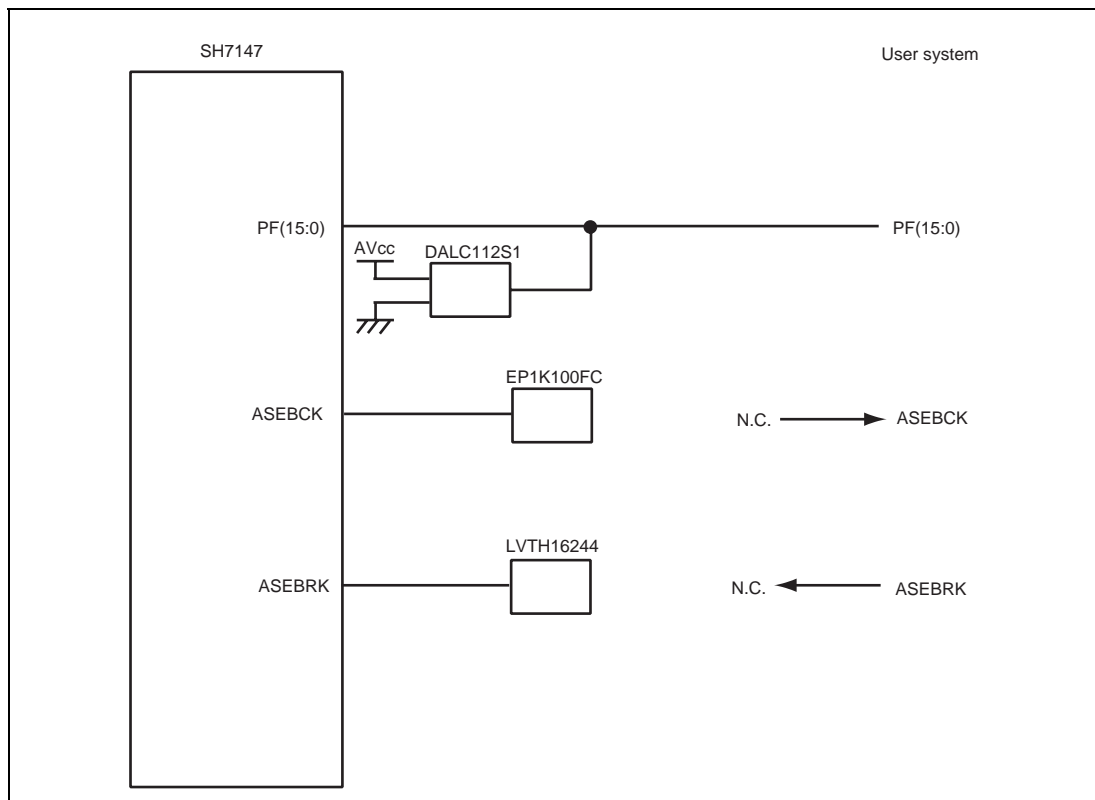 SH7147
User system
PF(15:0)
PF(15:0)
AVcc
DALC112S1
EP1K100FC
ASEBCK
N.C.
ASEBCK
LVTH16244
ASEBRK
N.C.
ASEBRK